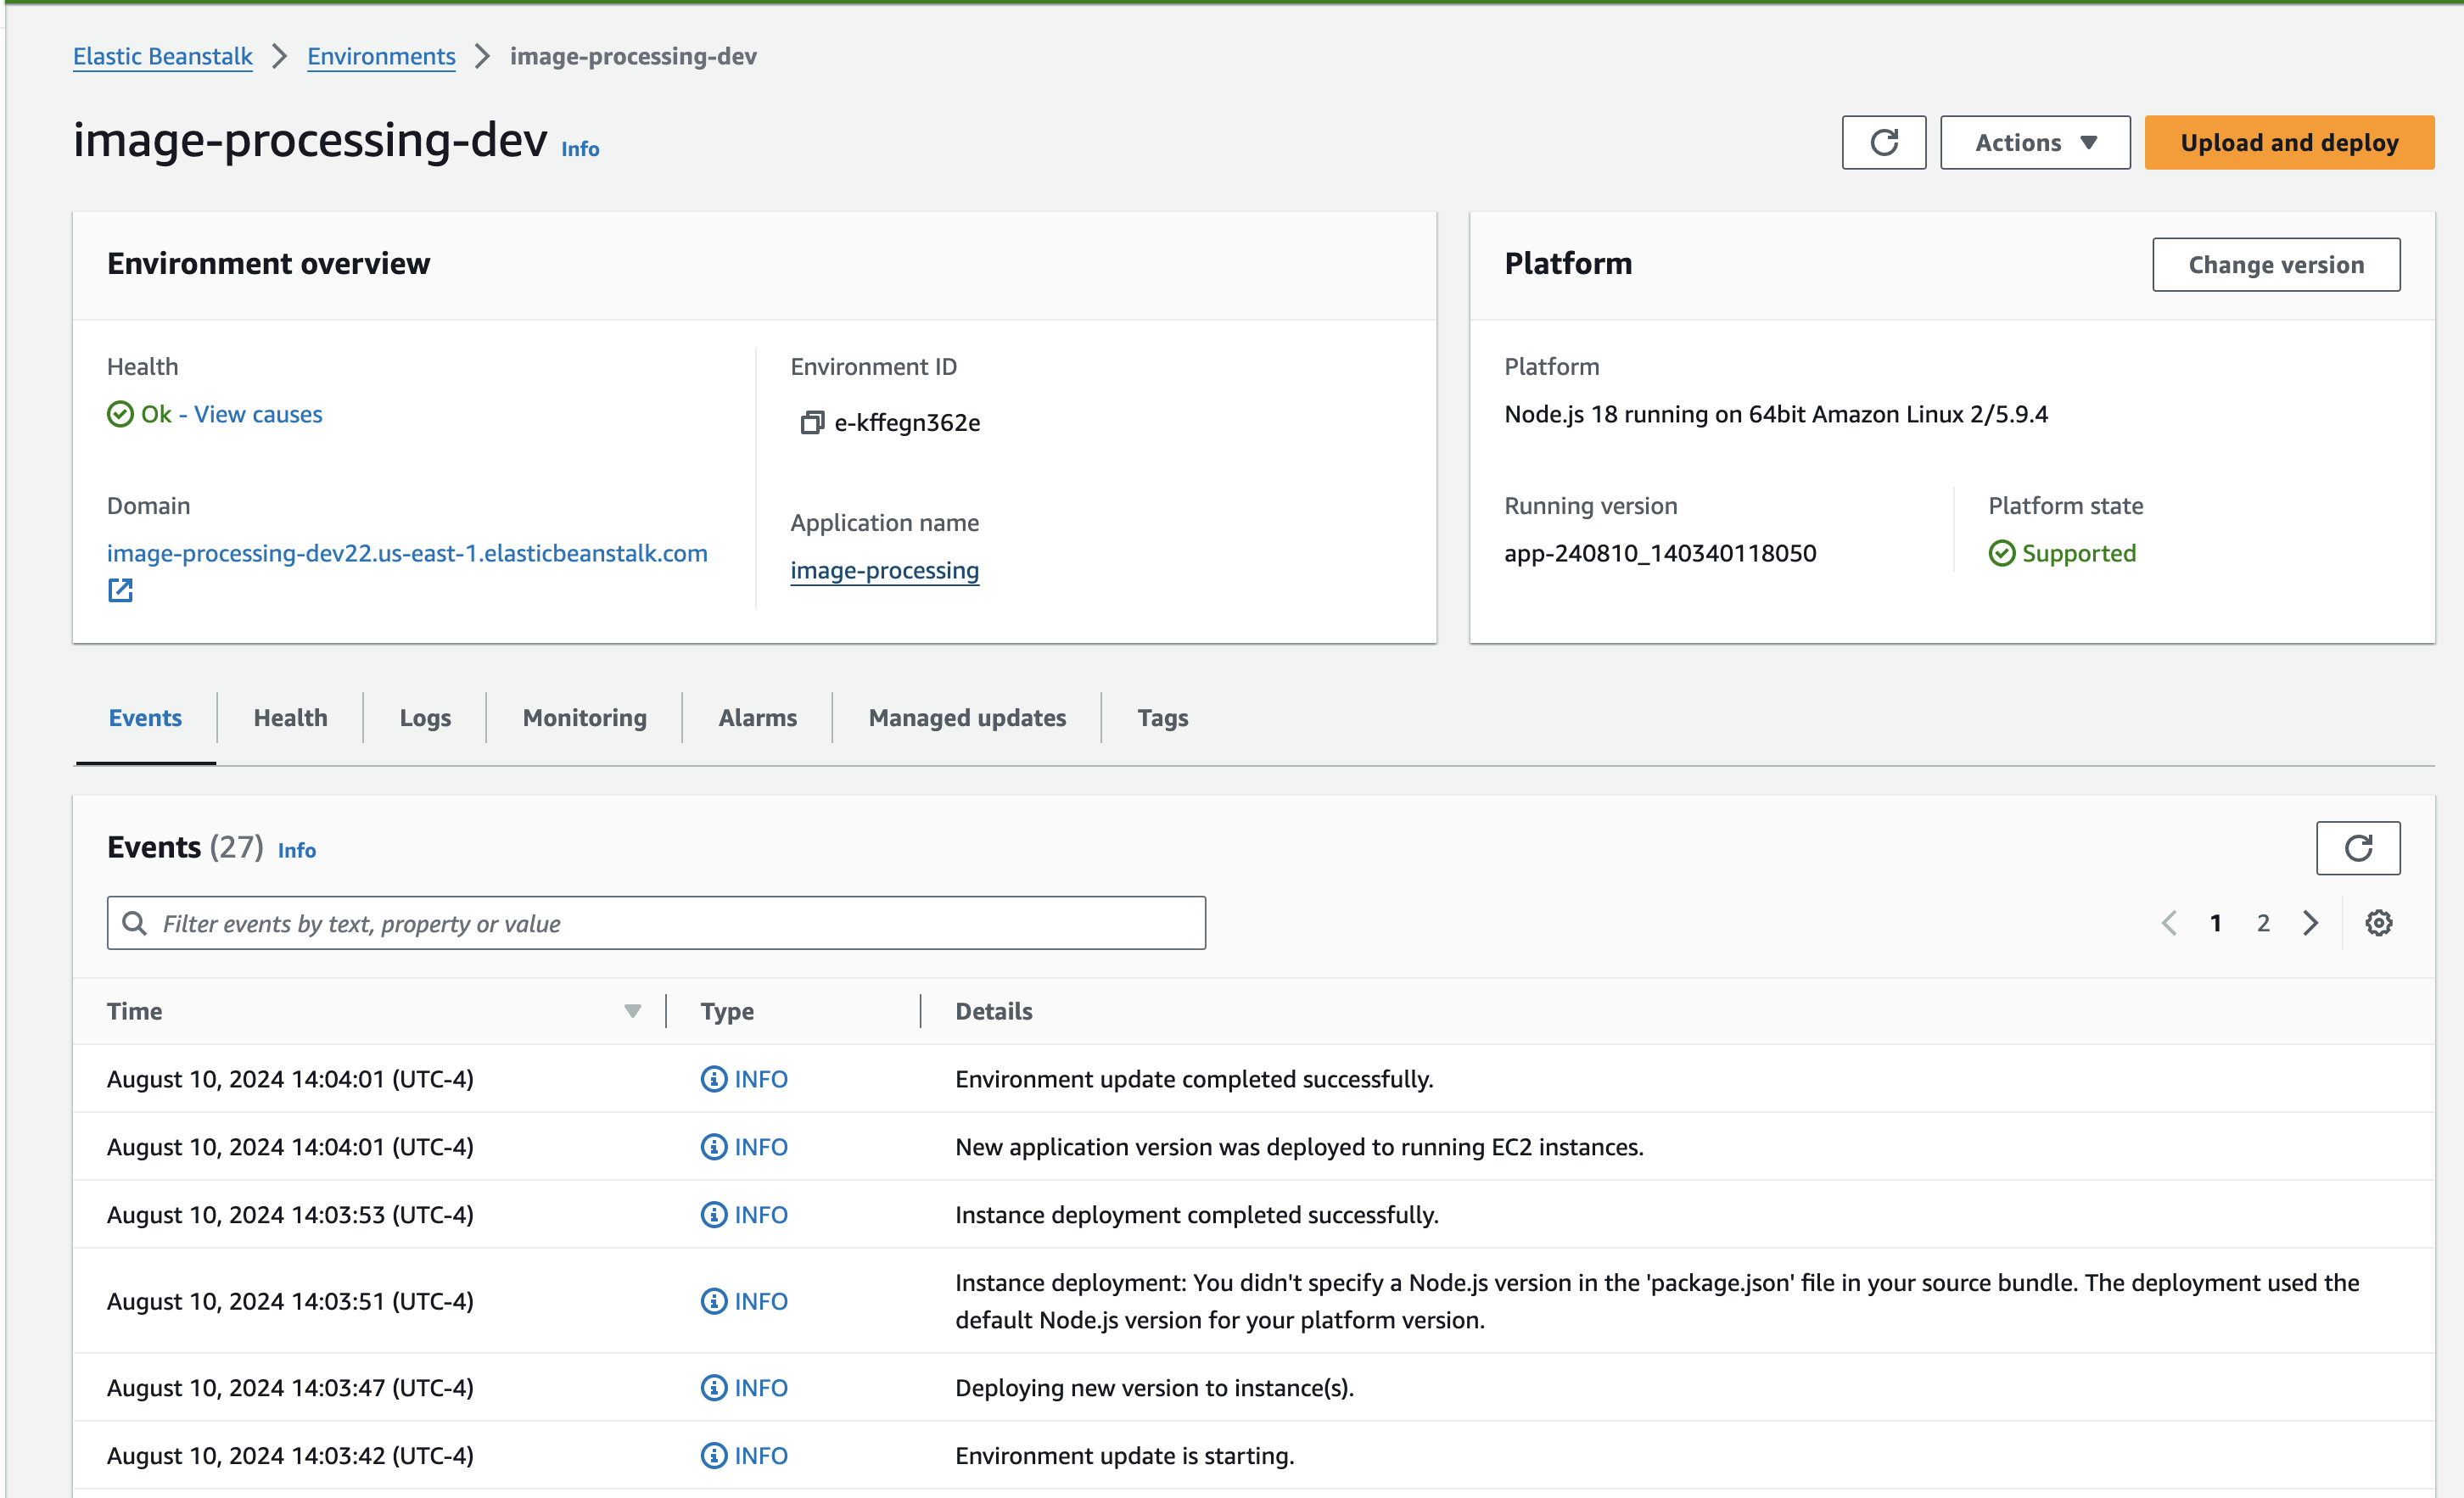 Elastic Beanstalk > Environments > image-processing-dev
image-processing-dev Info
Actions
Upload and deploy
Environment overview
Health
Ok - View causes
Domain
image-processing-dev22.us-east-1.elasticbeanstalk.com
Environment ID
e-kffegn362e
Application name
image-processing
Platform
Change version
Platform
Node.js 18 running on 64bit Amazon Linux 2/5.9.4
Running version
app-240810_140340118050
Platform state
Supported
Events
Health
Logs
Monitoring
Alarms
Managed updates
Tags
Events (27) Info
Filter events by text, property or value
1 2
Time Type Details
August 10, 2024 14:04:01 (UTC-4) INFO Environment update completed successfully.
August 10, 2024 14:04:01 (UTC-4) INFO New application version was deployed to running EC2 instances.
August 10, 2024 14:03:53 (UTC-4) INFO Instance deployment completed successfully.
August 10, 2024 14:03:51 (UTC-4) INFO Instance deployment: You didn't specify a Node.js version in the 'package.json' file in your source bundle. The deployment used the
default Node.js version for your platform version.
August 10, 2024 14:03:47 (UTC-4) INFO Deploying new version to instance(s).
August 10, 2024 14:03:42 (UTC-4) INFO Environment update is starting.